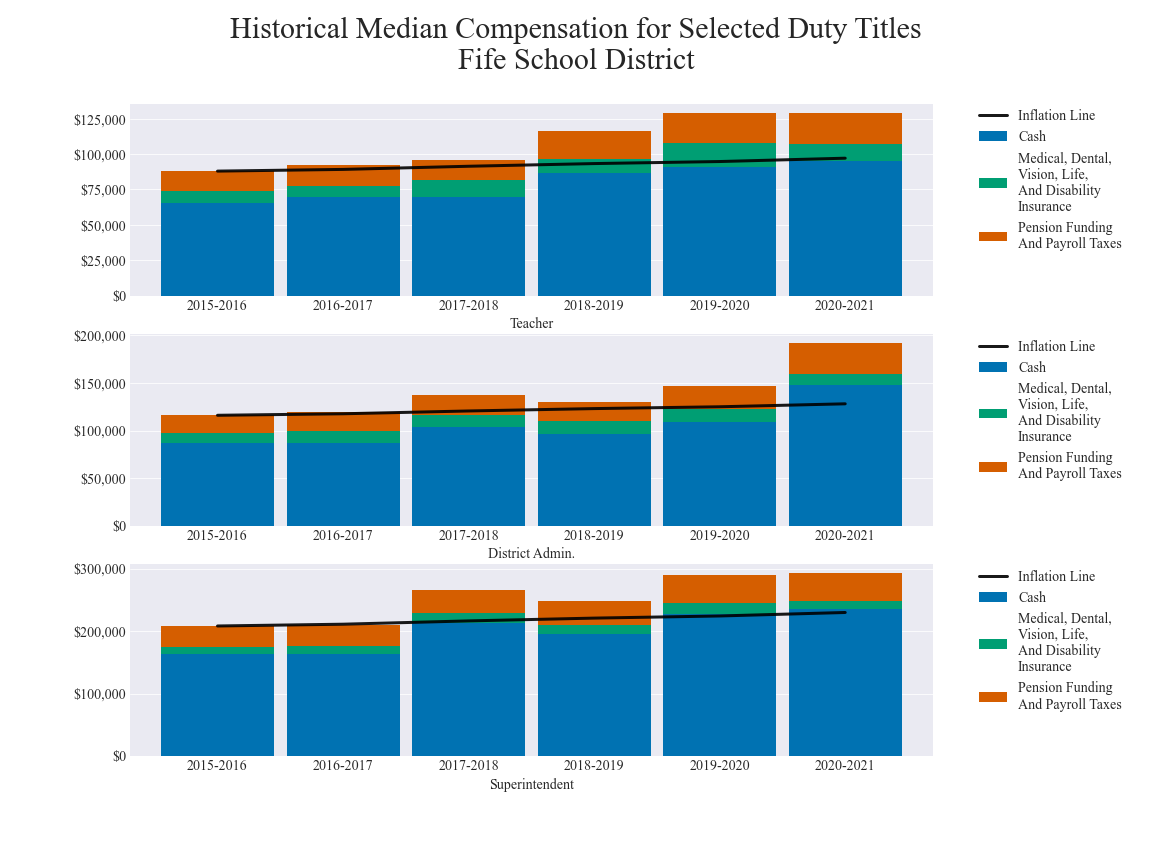 Historical Median Compensation for Selected Duty Titles
Fife School District
$125,000
$100,000
$75,000
$50,000
$25,000
$0
2015-2016 2016-2017 2017-2018 2018-2019 2019-2020 2020-2021
Teacher
Inflation Line
Cash
Medical, Dental,
Vision, Life,
And Disability
Insurance
Pension Funding
And Payroll Taxes
$200,000
$150,000
$100,000
$50,000
$0
2015-2016 2016-2017 2017-2018 2018-2019 2019-2020 2020-2021
District Admin.
Inflation Line
Cash
Medical, Dental,
Vision, Life,
And Disability
Insurance
Pension Funding
And Payroll Taxes
$300,000
$200,000
$100,000
$0
2015-2016 2016-2017 2017-2018 2018-2019 2019-2020 2020-2021
Superintendent
Inflation Line
Cash
Medical, Dental,
Vision, Life,
And Disability
Insurance
Pension Funding
And Payroll Taxes